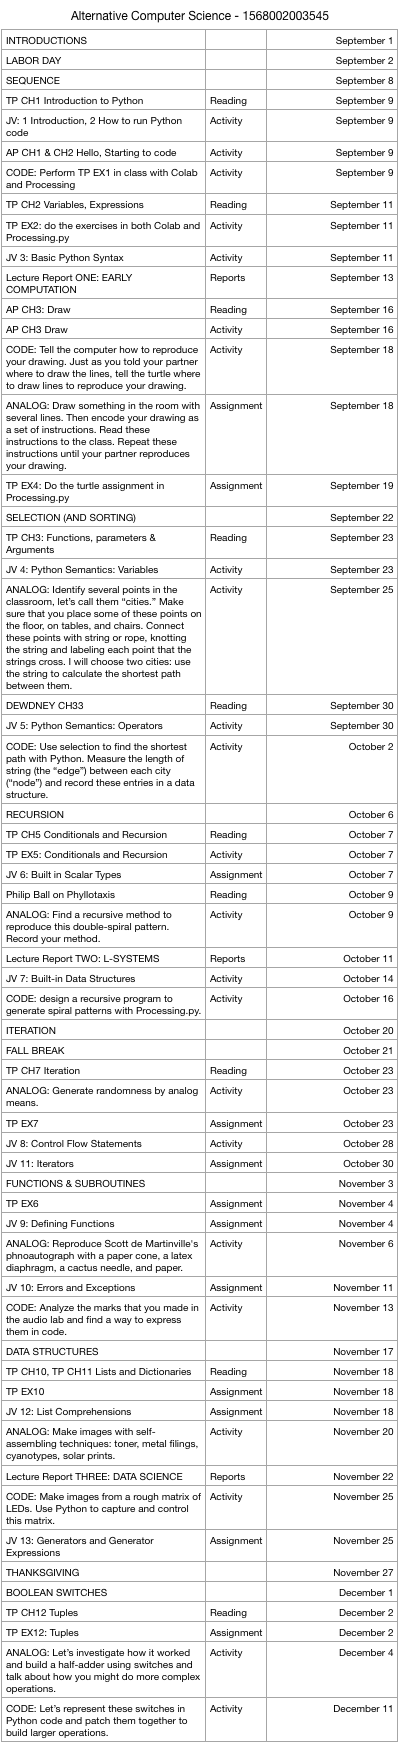 Alternative Computer Science - 1568002003545
INTRODUCTIONS September 1
LABOR DAY September 2
SEQUENCE September 8
TP CH1 Introduction to Python Reading September 9
JV: 1 Introduction, 2 How to run Python Activity September 9
code
AP CH1 & CH2 Hello, Starting to code Activity September 9
CODE: Perform TP EX1 in class with Colab Activity September 9
and Processing
TP CH2 Variables, Expressions Reading September 11
TP EX2: do the exercises in both Colab and Activity September 11
Processing.py
JV 3: Basic Python Syntax Activity September 11
Lecture Report ONE: EARLY Reports September 13
COMPUTATION
AP CH3: Draw Reading September 16
AP CH3 Draw Activity September 16
CODE: Tell the computer how to reproduce Activity September 18
your drawing. Just as you told your partner
where to draw the lines, tell the turtle where
to draw lines to reproduce your drawing.
ANALOG: Draw something in the room with Assignment September 18
several lines. Then encode your drawing as
a set of instructions. Read these
instructions to the class. Repeat these
instructions until your partner reproduces
your drawing.
TP EX4: Do the turtle assignment in Assignment September 19
Processing.py
SELECTION (AND SORTING) September 22
TP CH3: Functions, parameters & Reading September 23
Arguments
JV 4: Python Semantics: Variables Activity September 23
ANALOG: Identify several points in the Activity September 25
classroom, let's call them “cities.” Make
sure that you place some of these points on
the floor, on tables, and chairs. Connect
these points with string or rope, knotting
the string and labeling each point that the
strings cross. I will choose two cities: use
the string to calculate the shortest path
between them.
DEWDNEY CH33 Reading September 30
JV 5: Python Semantics: Operators Activity September 30
CODE: Use selection to find the shortest Activity October 2
path with Python. Measure the length of
string (the “edge”) between each city
(“node”) and record these entries in a data
structure.
RECURSION October 6
TP CH5 Conditionals and Recursion Reading October 7
TP EX5: Conditionals and Recursion Activity October 7
JV 6: Built in Scalar Types Assignment October 7
Philip Ball on Phyllotaxis Reading October 9
ANALOG: Find a recursive method to Activity October 9
reproduce this double-spiral pattern.
Record your method.
Lecture Report TWO: L-SYSTEMS Reports October 11
JV 7: Built-in Data Structures Activity October 14
CODE: design a recursive program to Activity October 16
generate spiral patterns with Processing.py.
ITERATION October 20
FALL BREAK October 21
TP CH7 Iteration Reading October 23
ANALOG: Generate randomness by analog Activity October 23
means.
TP EX7 Assignment October 23
JV 8: Control Flow Statements Activity October 28
JV 11: Iterators Assignment October 30
FUNCTIONS & SUBROUTINES November 3
TP EX6 Assignment November 4
JV 9: Defining Functions Assignment November 4
ANALOG: Reproduce Scott de Martinville's Activity November 6
phnoautograph with a paper cone, a latex
diaphragm, a cactus needle, and paper.
JV 10: Errors and Exceptions Assignment November 11
CODE: Analyze the marks that you made in Activity November 13
the audio lab and find a way to express
them in code.
DATA STRUCTURES November 17
TP CH10, TP CH11 Lists and Dictionaries Reading November 18
TP EX10 Assignment November 18
JV 12: List Comprehensions Assignment November 18
ANALOG: Make images with self- Activity November 20
assembling techniques: toner, metal filings,
cyanotypes, solar prints.
Lecture Report THREE: DATA SCIENCE Reports November 22
CODE: Make images from a rough matrix of Activity November 25
LEDs. Use Python to capture and control
this matrix.
JV 13: Generators and Generator Assignment November 25
Expressions
THANKSGIVING November 27
BOOLEAN SWITCHES December 1
TP CH12 Tuples Reading December 2
TP EX12: Tuples Assignment December 2
ANALOG: Let's investigate how it worked Activity December 4
and build a half-adder using switches and
talk about how you might do more complex
operations.
CODE: Let's represent these switches in Activity December 11
Python code and patch them together to
build larger operations.